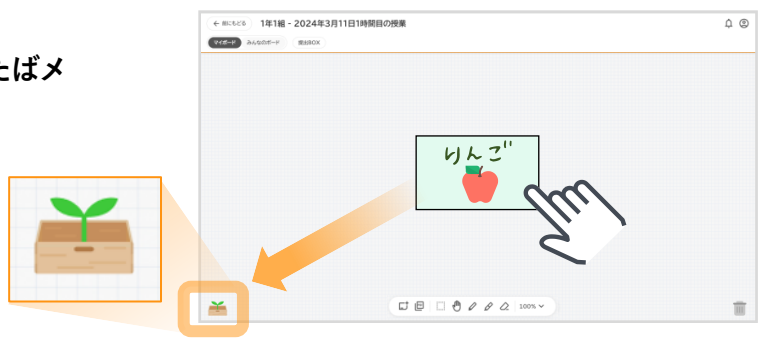 ← 前にもどる 1年1組 - 2024年3月11日1時間目の授業
マイボード みんなのボード 提出BOX
たばメ
りんご
100%